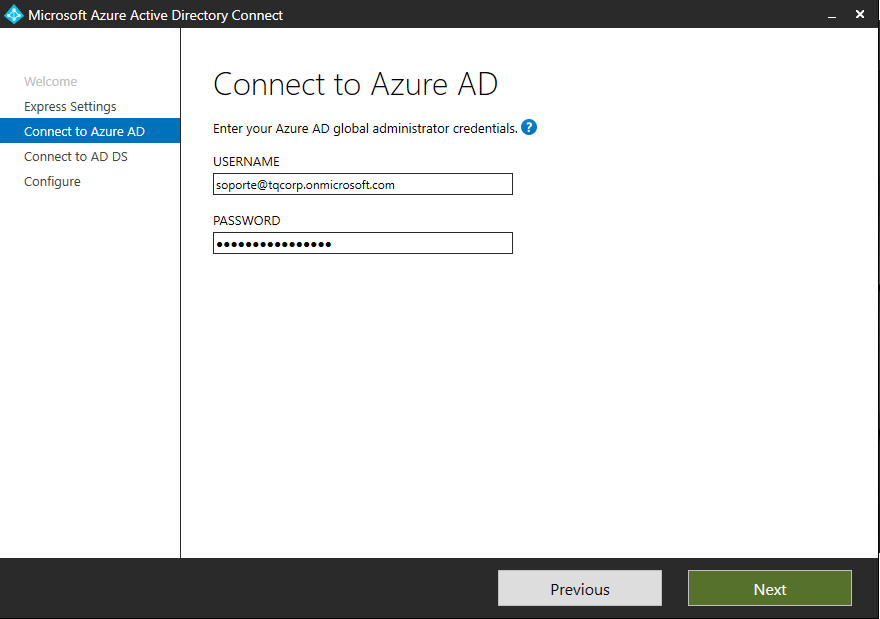 Microsoft Azure Active Directory Connect
Welcome
Express Settings
Connect to Azure AD
Connect to AD DS
Configure
Connect to Azure AD
Enter your Azure AD global administrator credentials. ?
USERNAME
soporte@tqcorp.onmicrosoft.com
PASSWORD
••••••••••••••••
Previous
Next